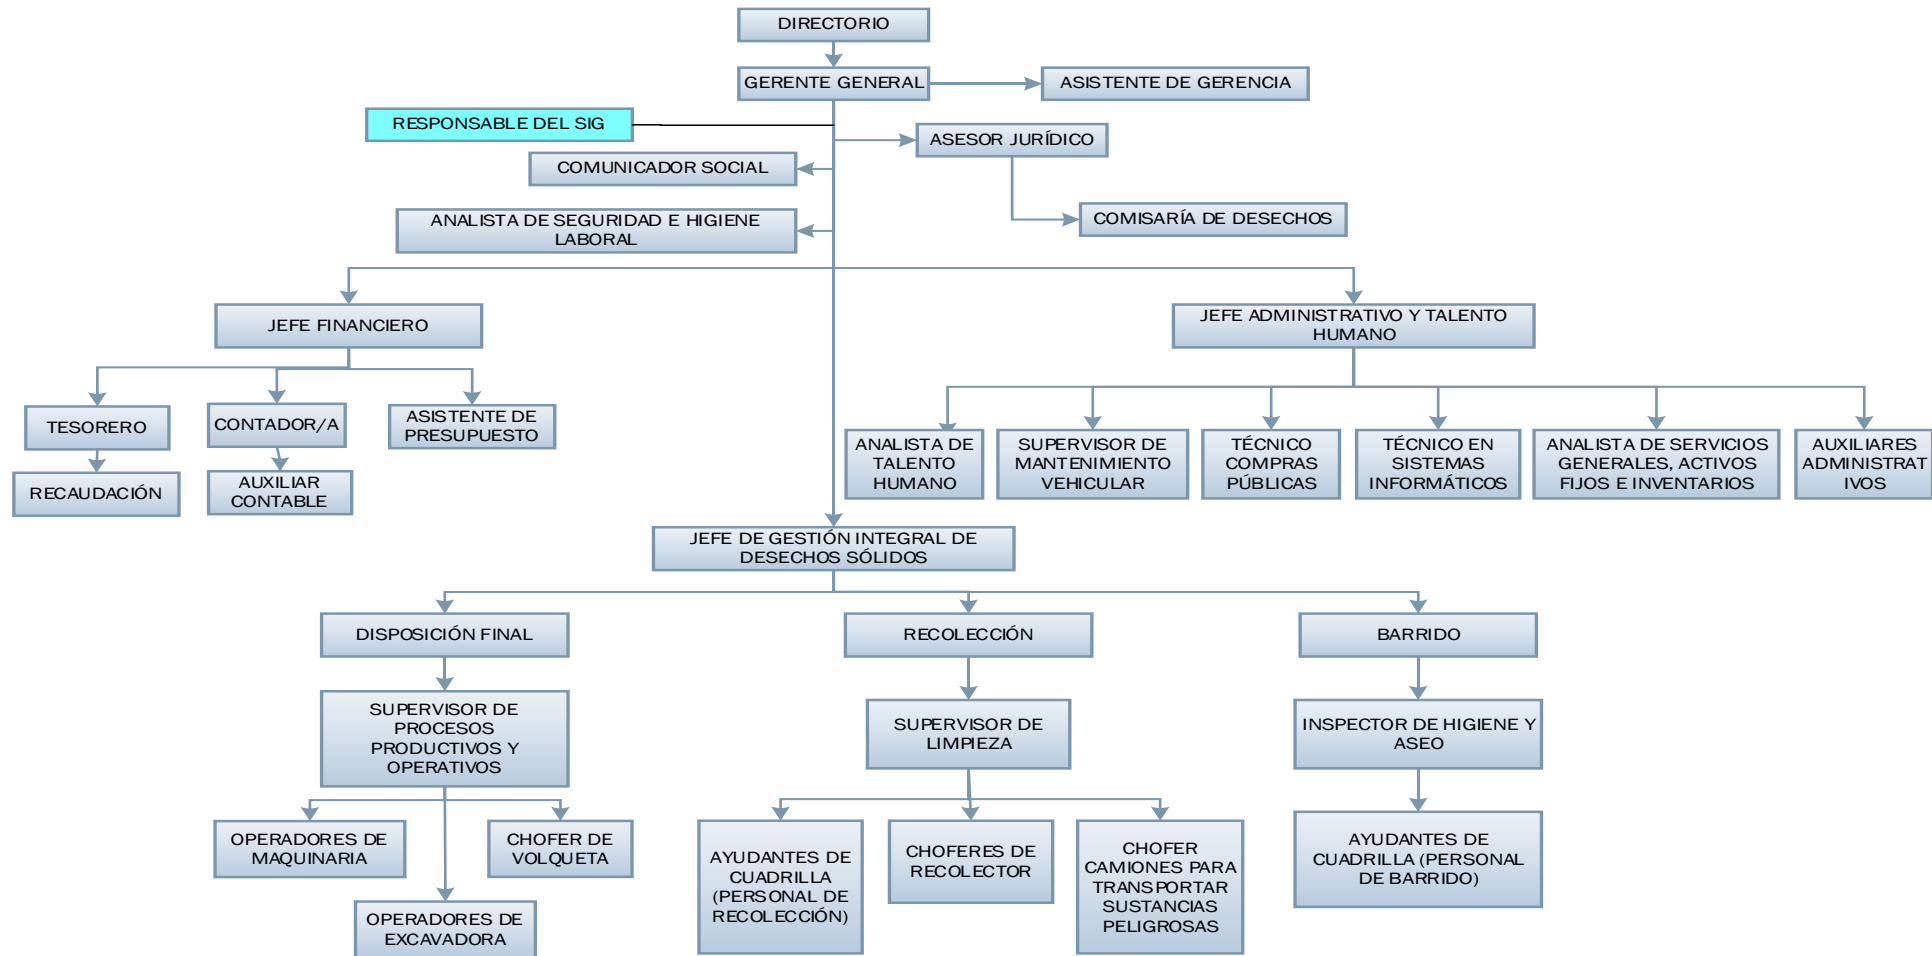 DIRECTORIO
GERENTE GENERAL
ASISTENTE DE GERENCIA
RESPONSABLE DEL SIG
ASESOR JURÍDICO
COMUNICADOR SOCIAL
ANALISTA DE SEGURIDAD E HIGIENE
LABORAL
COMISARÍA DE DESECHOS
JEFE FINANCIERO
JEFE ADMINISTRATIVO Y TALENTO
HUMANO
TESORERO
CONTADOR/A
ASISTENTE DE
PRESUPUESTO
RECAUDACIÓN
AUXILIAR
CONTABLE
ANALISTA DE
TALENTO
HUMANO
SUPERVISOR DE
MANTENIMIENTO
VEHICULAR
TÉCNICO
COMPRAS
PÚBLICAS
TÉCNICO EN
SISTEMAS
INFORMÁTICOS
ANALISTA DE SERVICIOS
GENERALES, ACTIVOS
FIJOS E INVENTARIOS
AUXILIARES
ADMINISTRAT
IVOS
JEFE DE GESTIÓN INTEGRAL DE
DESECHOS SÓLIDOS
DISPOSICIÓN FINAL
RECOLECCIÓN
BARRIDO
SUPERVISOR DE
PROCESOS
PRODUCTIVOS Y
OPERATIVOS
SUPERVISOR DE
LIMPIEZA
INSPECTOR DE HIGIENE Y
ASEO
OPERADORES DE
MAQUINARIA
CHOFER DE
VOLQUETA
OPERADORES DE
EXCAVADORA
AYUDANTES DE
CUADRILLA
(PERSONAL DE
RECOLECCIÓN)
CHOFERES DE
RECOLECTOR
CHOFER
CAMIONES PARA
TRANSPORTAR
SUSTANCIAS
PELIGROSAS
AYUDANTES DE
CUADRILLA (PERSONAL
DE BARRIDO)